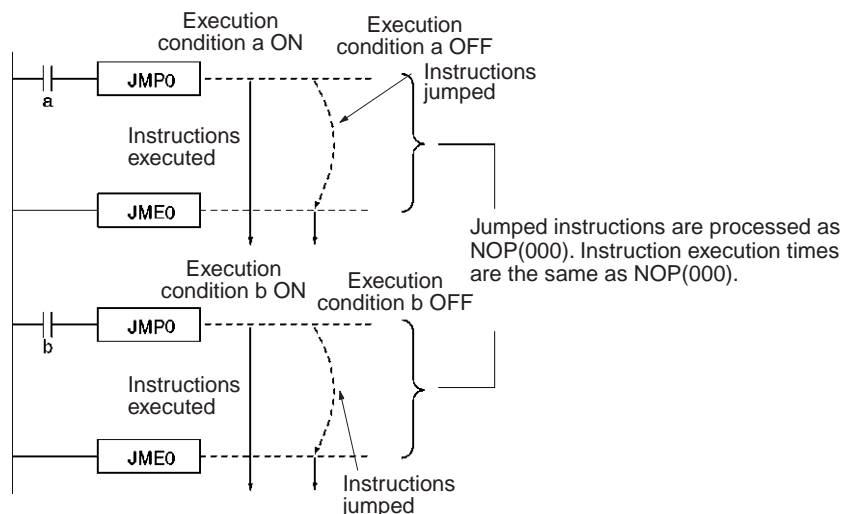 Execution
condition a ON
Execution
condition a OFF
JMP0
a
Instructions
jumped
Instructions
executed
JME0
Jumped instructions are processed as
NOP(000). Instruction execution times
are the same as NOP(000).
Execution
condition b ON
Execution
condition b OFF
JMP0
b
Instructions
executed
JME0
Instructions
jumped